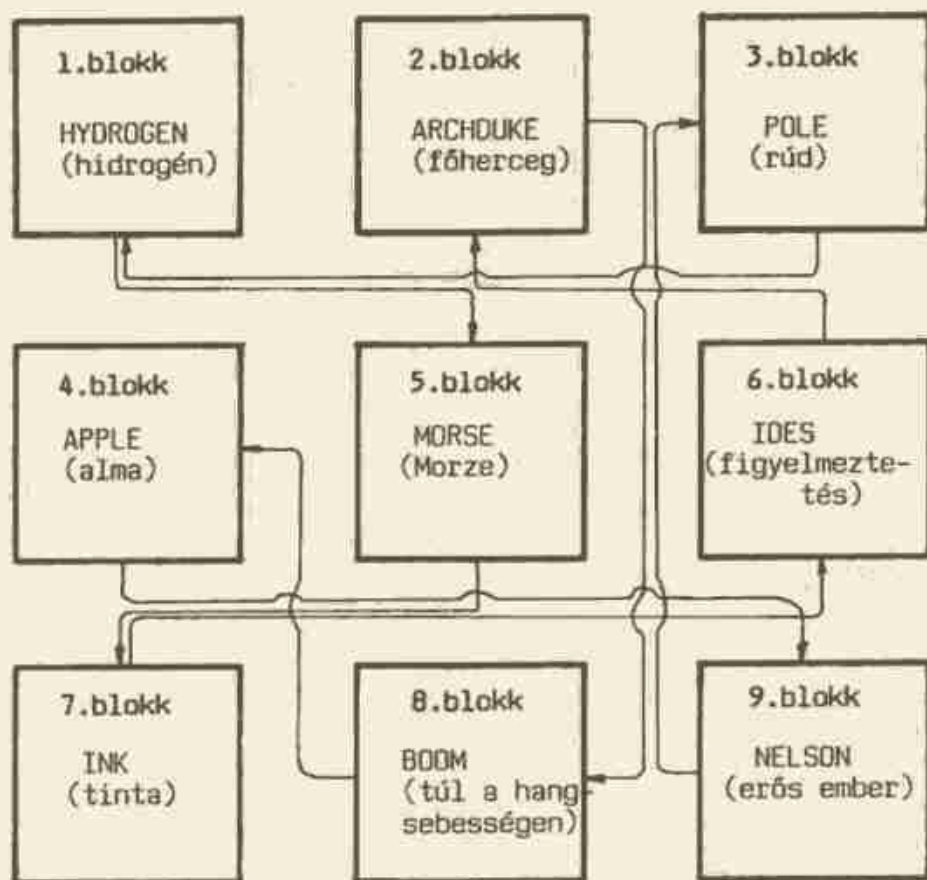 1.blokk
HYDROGEN
(hidrogén)
2.blokk
ARCHDUKE
(főherceg)
3.blokk
POLE
(rúd)
4.blokk
APPLE
(alma)
5.blokk
MORSE
(Morze)
6.blokk
IDES
(figyelmezte-
tés)
7.blokk
INK
(tinta)
8.blokk
BOOM
(túl a hang-
sebességen)
9.blokk
NELSON
(erős ember)